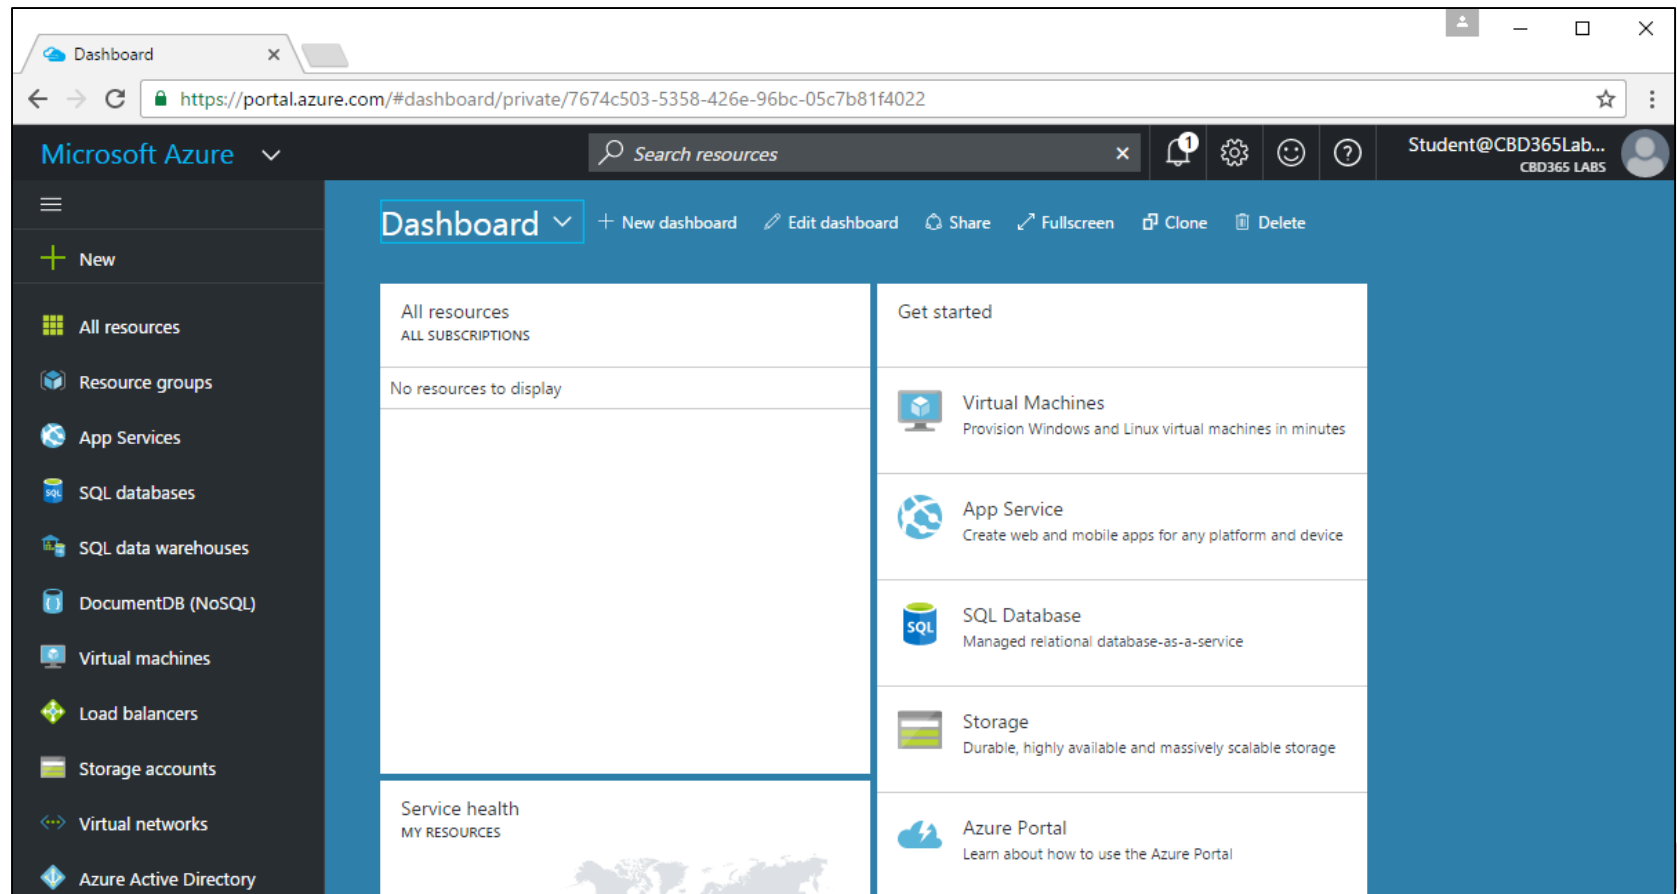 Dashboard
https://portal.azure.com/#dashboard/private/7674c503-5358-426e-96bc-05c7b81f4022
Microsoft Azure
Search resources
1
Student@CBD365Lab...
CBD365 LABS
New
All resources
Resource groups
App Services
SQL databases
SQL data warehouses
DocumentDB (NoSQL)
Virtual machines
Load balancers
Storage accounts
Virtual networks
Azure Active Directory
Dashboard
New dashboard
Edit dashboard
Share
Fullscreen
Clone
Delete
All resources
ALL SUBSCRIPTIONS
No resources to display
Service health
MY RESOURCES
Get started
Virtual Machines
Provision Windows and Linux virtual machines in minutes
App Service
Create web and mobile apps for any platform and device
SQL
SQL Database
Managed relational database-as-a-service
Storage
Durable, highly available and massively scalable storage
Azure Portal
Learn about how to use the Azure Portal